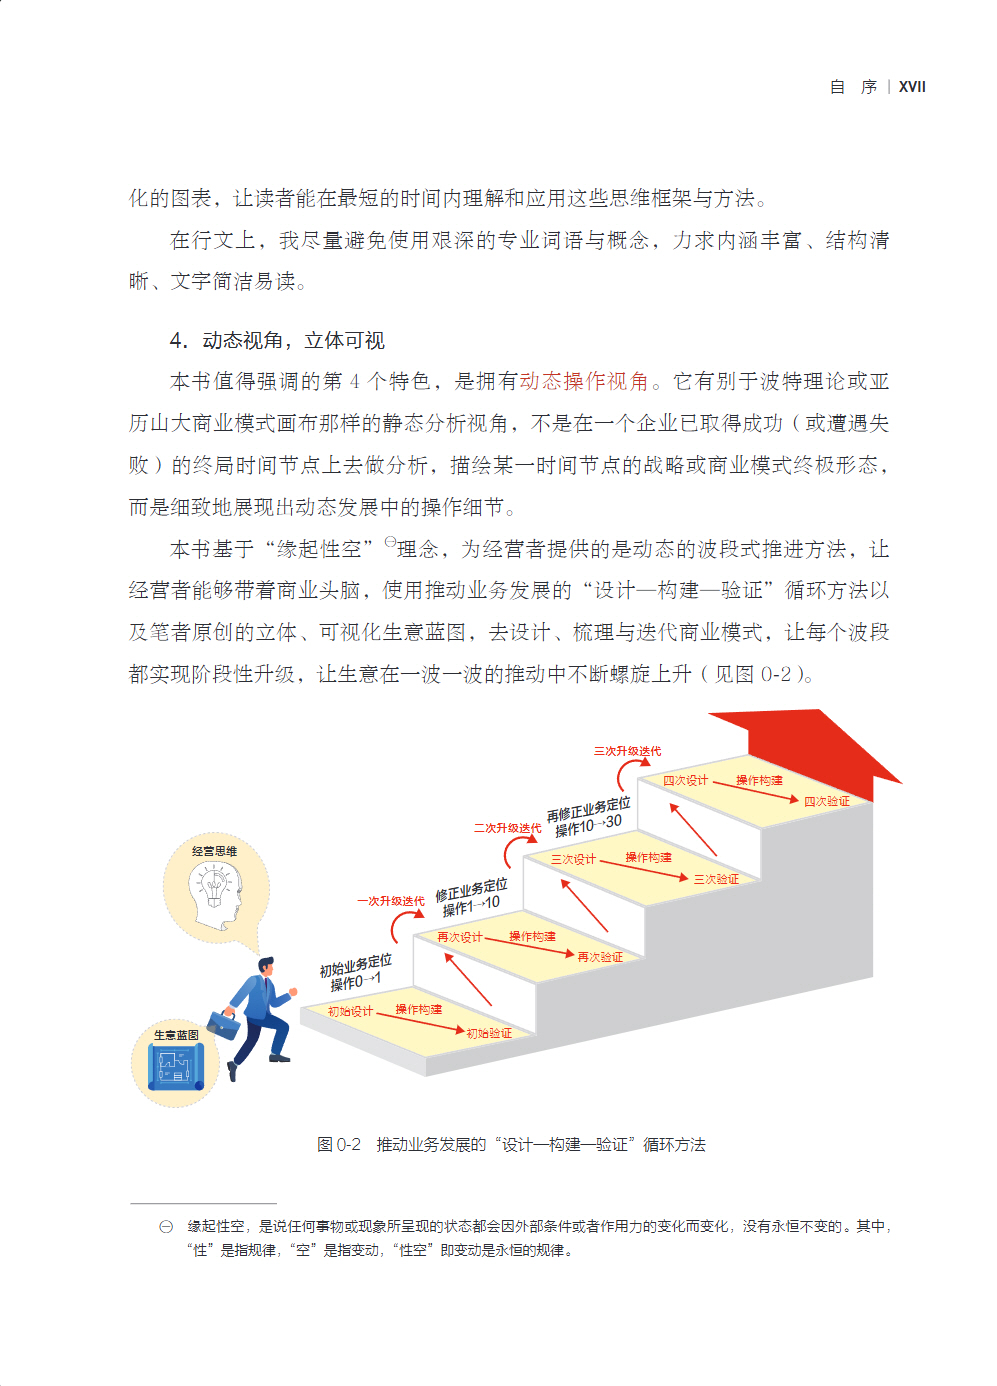 自 序 | XVII
化的图表，让读者能在最短的时间内理解和应用这些思维框架与方法。
在行文上，我尽量避免使用艰深的专业词语与概念，力求内涵丰富、结构清
晰、文字简洁易读。
4．动态视角，立体可视
本书值得强调的第 4 个特色，是拥有动态操作视角。它有别于波特理论或亚
历山大商业模式画布那样的静态分析视角，不是在一个企业已取得成功（或遭遇失
败）的终局时间节点上去做分析，描绘某一时间节点的战略或商业模式终极形态，
而是细致地展现出动态发展中的操作细节。
本书基于“缘起性空”㊀理念，为经营者提供的是动态的波段式推进方法，让
经营者能够带着商业头脑，使用推动业务发展的“设计—构建—验证”循环方法以
及笔者原创的立体、可视化生意蓝图，去设计、梳理与迭代商业模式，让每个波段
都实现阶段性升级，让生意在一波一波的推动中不断螺旋上升（见图 0-2）。
三次升级迭代
四次设计 操作构建
四次验证
再修正业务定位
操作10→30
二次升级迭代
三次设计 操作构建
三次验证
经营思维
修正业务定位
操作1→10
一次升级迭代
再次设计 操作构建
再次验证
初始业务定位
操作0→1
初始设计 操作构建
初始验证
生意蓝图
图 0-2 推动业务发展的“设计—构建—验证”循环方法
㊀ 缘起性空，是说任何事物或现象所呈现的状态都会因外部条件或者作用力的变化而变化，没有永恒不变的。其中，
“性”是指规律，“空”是指变动，“性空”即变动是永恒的规律。